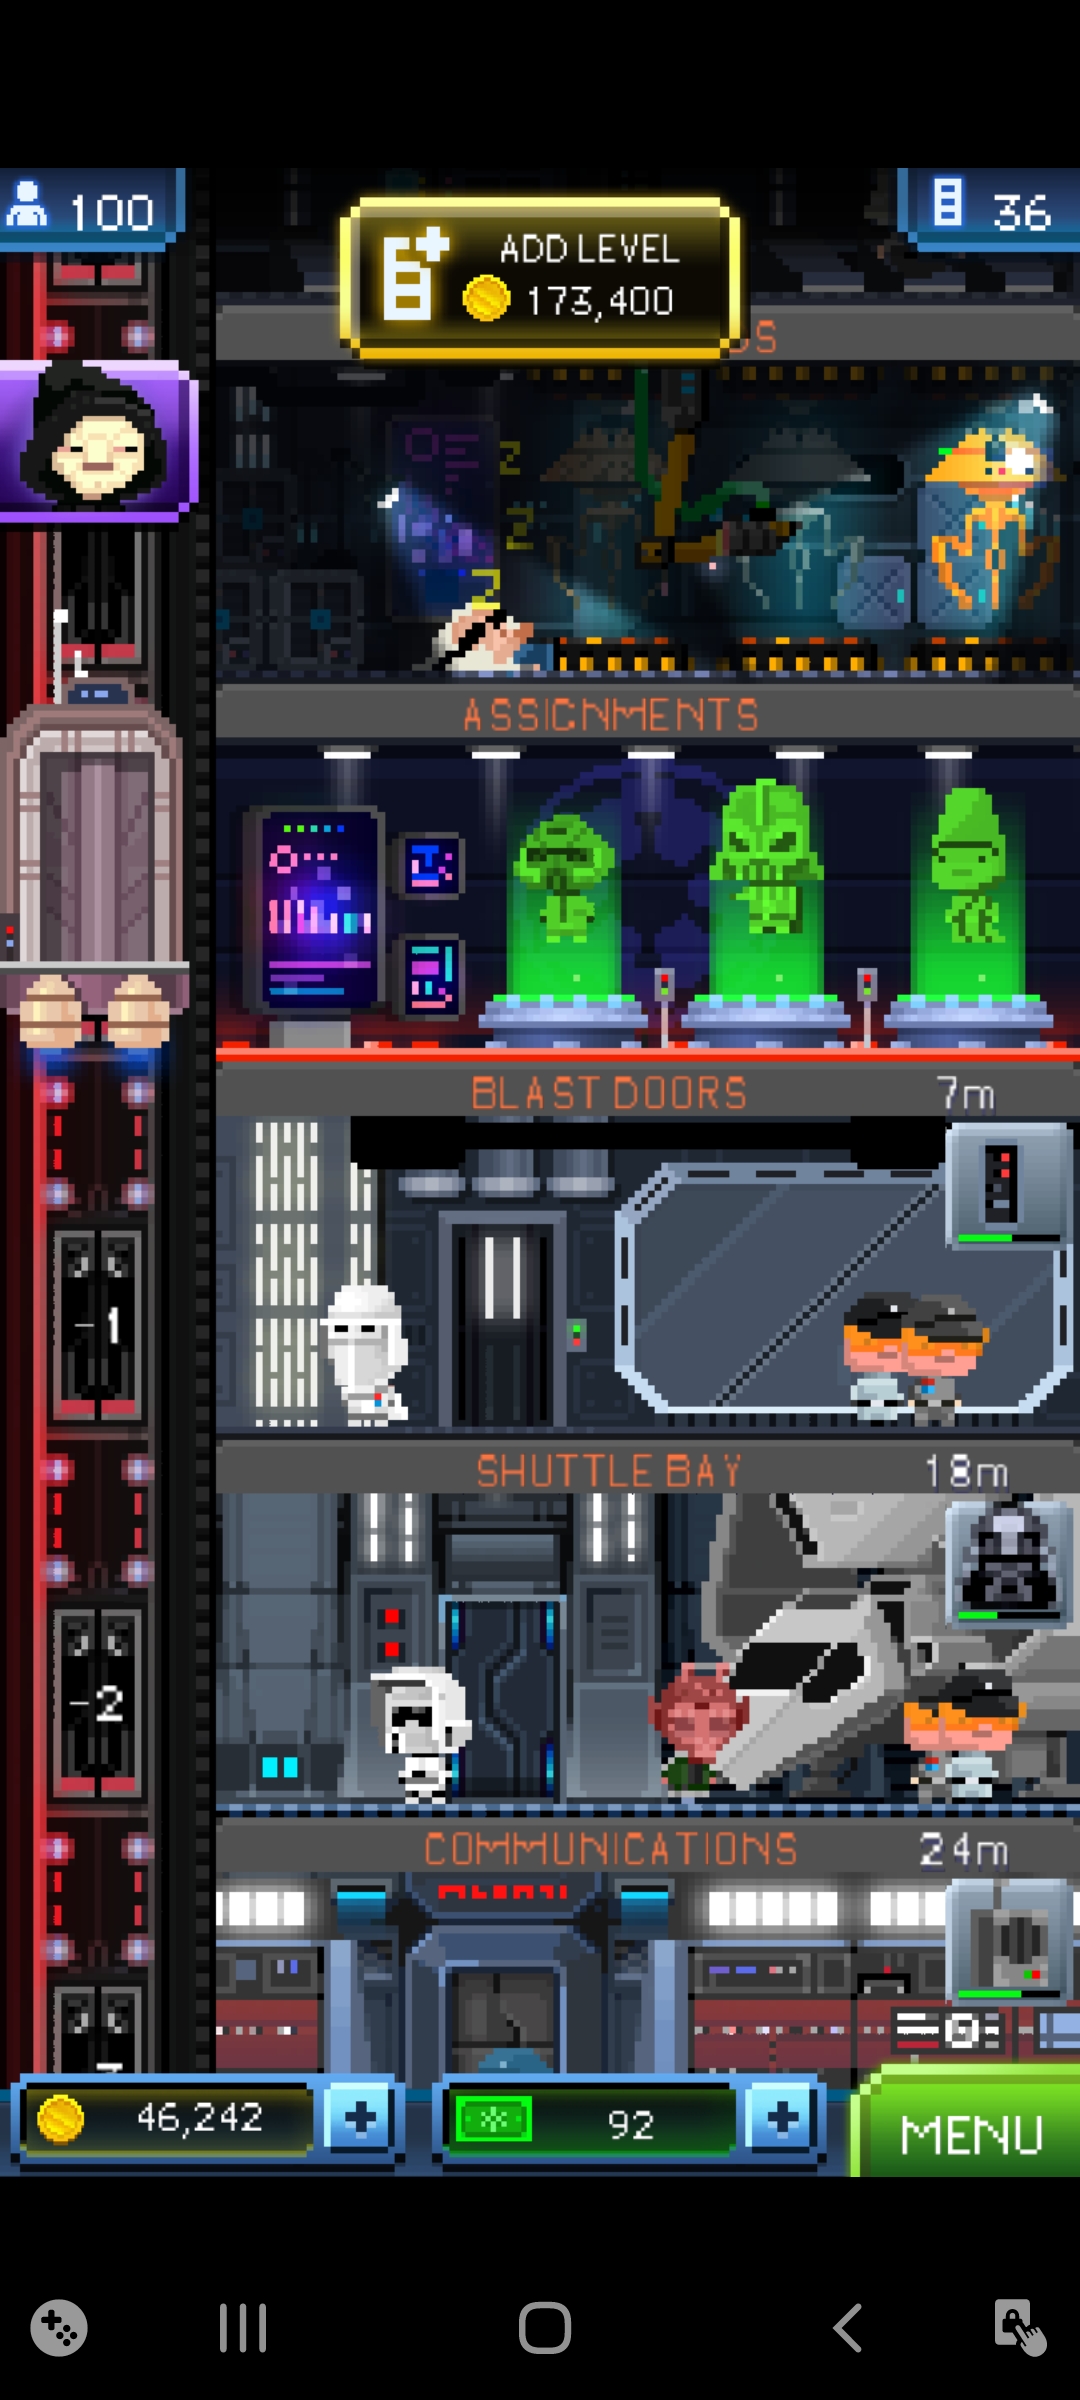 100
36
ADD LEVEL
173,400
DS
Z
Z
Z
L
ASSIGNMENTS
BLAST DOORS
7m
-1
SHUTTLE BAY
18m
-2
COMMUNICATIONS
24m
46,242
+
92
+
MENU